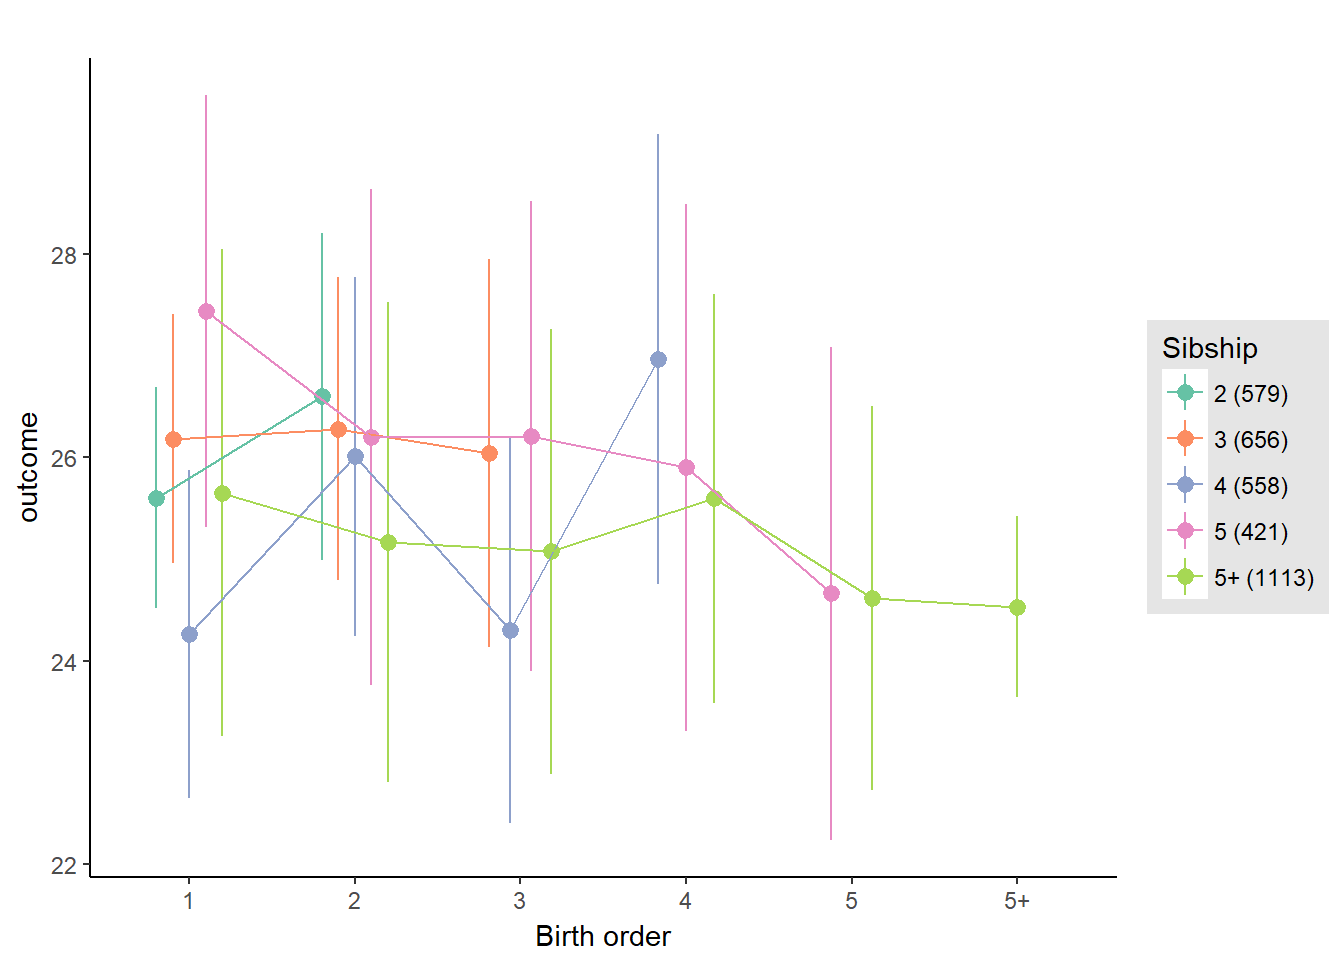 28
26
24
22
outcome
1 2 3 4 5 5+
Birth order
Sibship
2 (579)
3 (656)
4 (558)
5 (421)
5+ (1113)